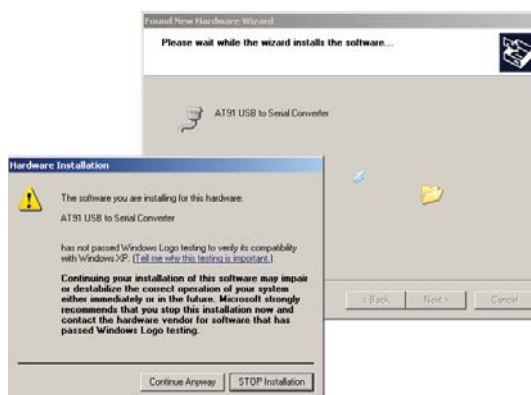 Found New Hardware Wizard
Please wait while the wizard installs the software...
AT91 USB to Serial Converter
< Back
Next >
Cancel
Hardware Installation
The software you are installing for this hardware:
AT91 USB to Serial Converter
has not passed Windows Logo testing to verify its compatibility
with Windows XP. (Tell me why this testing is important.)
Continuing your installation of this software may impair
or destabilize the correct operation of your system
either immediately or in the future. Microsoft strongly
recommends that you stop this installation now and
contact the hardware vendor for software that has
passed Windows Logo testing.
Continue Anyway
STOP Installation